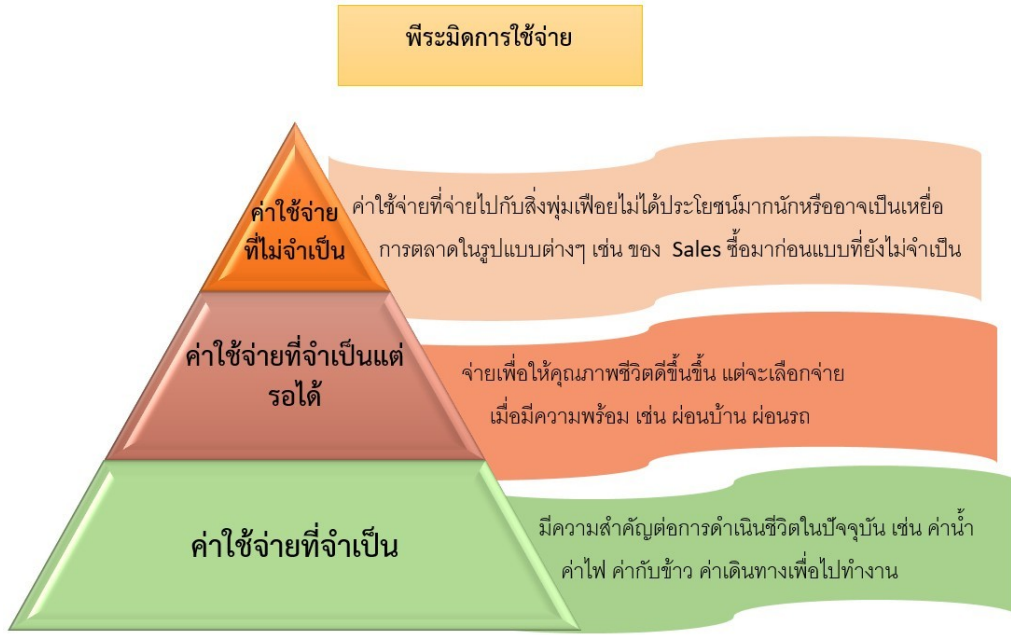 พีระมิดการใช้จ่าย
ค่าใช้จ่าย
ที่ไม่จำเป็น
ค่าใช้จ่ายที่จ่ายไปกับสิ่งพุ่มเฟือยไม่ได้ประโยชน์มากนักหรืออาจเป็นเหยื่อ
การตลาดในรูปแบบต่างๆ เช่น ของ Sales ซื้อมาก่อนแบบที่ยังไม่จำเป็น
ค่าใช้จ่ายที่จำเป็นแต่
รอได้
จ่ายเพื่อให้คุณภาพชีวิตดีขึ้นขึ้น แต่จะเลือกจ่าย
เมื่อมีความพร้อม เช่น ผ่อนบ้าน ผ่อนรถ
ค่าใช้จ่ายที่จำเป็น
มีความสำคัญต่อการดำเนินชีวิตในปัจจุบัน เช่น ค่าน้ำ
ค่าไฟ ค่ากับข้าว ค่าเดินทางเพื่อไปทำงาน